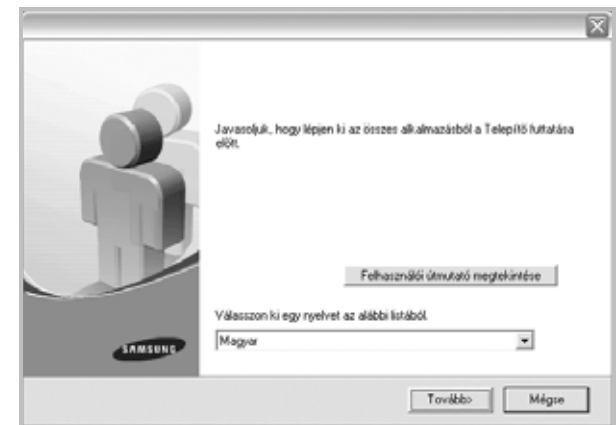 Javasoljuk, hogy lépjen ki az összes alkalmazásból a Telepítő futtatása
előtt.
Felhasználói útmutató megtekintése
Válasszon ki egy nyelvet az alábbi listából.
Magyar
SAMSUNG
Tovább>
Mégse